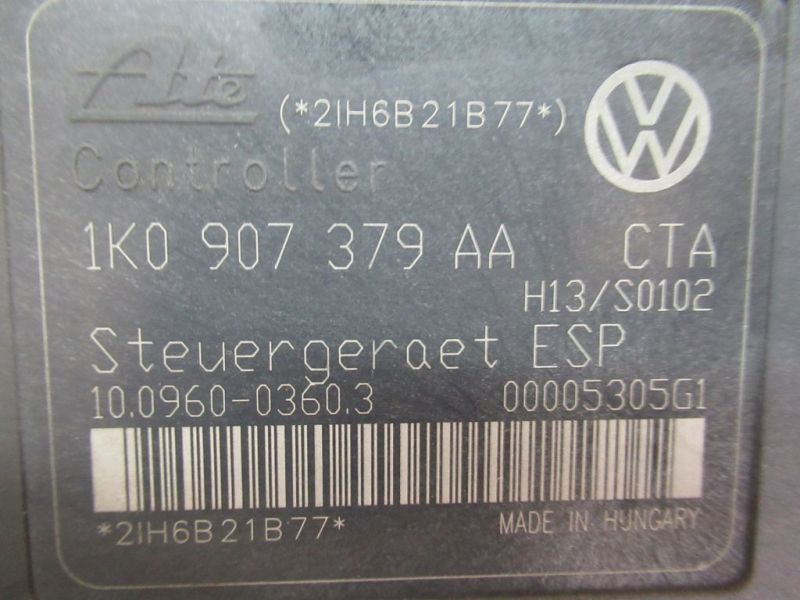 Ate (*2IH6B21B77*)
Controller
1K0 907 379 AA CTA
H13/S0102
Steuergeraet ESP
10.0960-0360.3 00005305G1
*2IH6B21B77* MADE IN HUNGARY